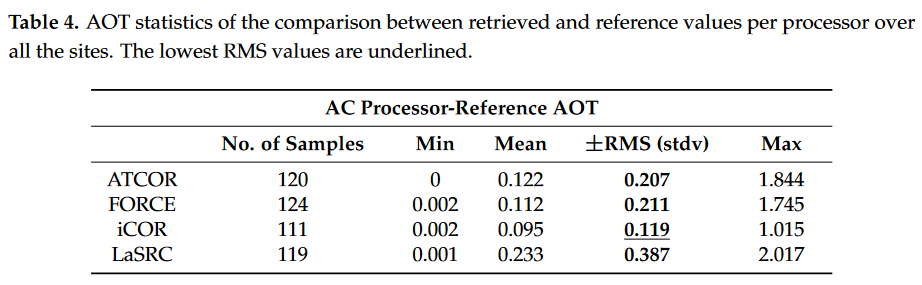 Table 4. AOT statistics of the comparison between retrieved and reference values per processor over
all the sites. The lowest RMS values are underlined.
AC Processor-Reference AOT
No. of Samples Min Mean ±RMS (stdv) Max
ATCOR 120 0 0.122 0.207 1.844
FORCE 124 0.002 0.112 0.211 1.745
iCOR 111 0.002 0.095 0.119 1.015
LaSRC 119 0.001 0.233 0.387 2.017